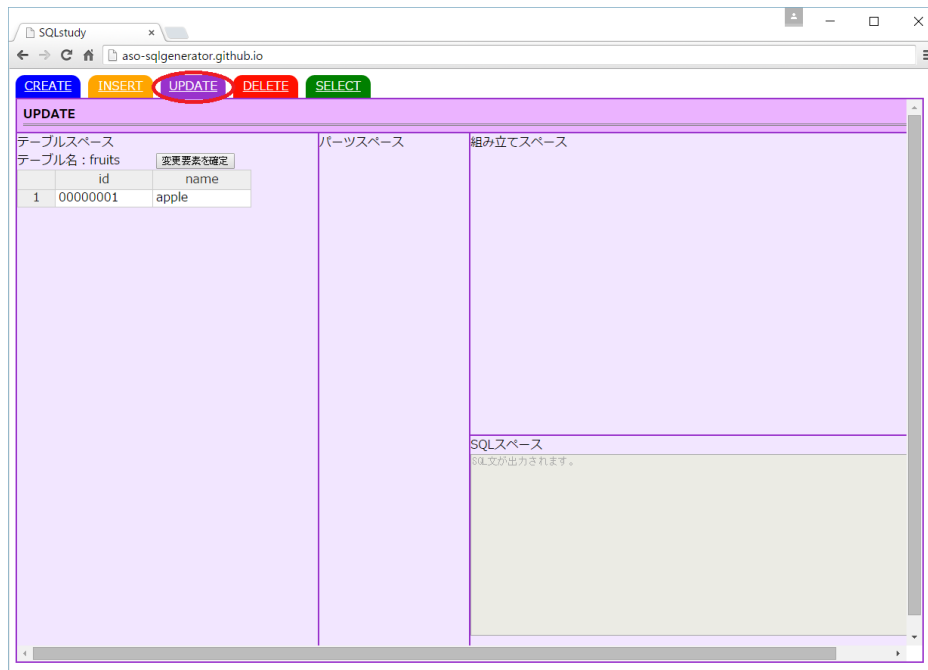 SQLstudy
aso-sqlgenerator.github.io
CREATE INSERT UPDATE DELETE SELECT
UPDATE
テーブルスペース
テーブル名：fruits 変更要素を確定
id name
1 00000001 apple
パーツスペース
組み立てスペース
SQLスペース
SQL文が出力されます。